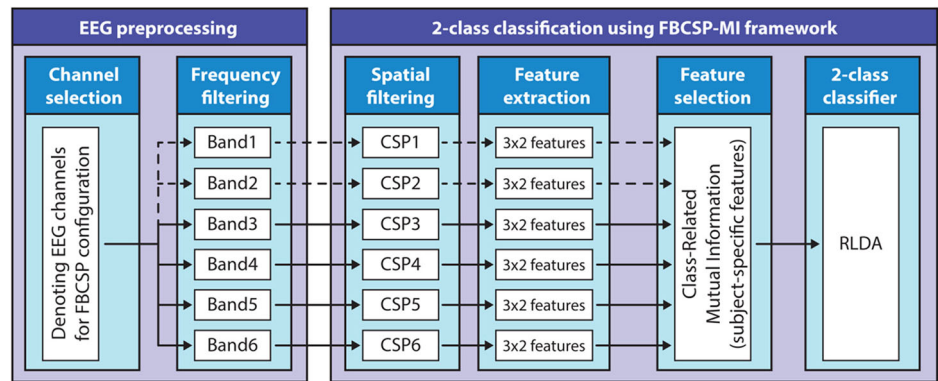 EEG preprocessing
2-class classification using FBCSP-MI framework
Channel
selection
Frequency
filtering
Spatial
filtering
Feature
extraction
Feature
selection
2-class
classifier
Denoting EEG channels
for FBCSP configuration
Band1
CSP1
3x2 features
Band2
CSP2
3x2 features
Band3
CSP3
3x2 features
Band4
CSP4
3x2 features
Band5
CSP5
3x2 features
Band6
CSP6
3x2 features
Class-Related
Mutual Information
(subject-specific features)
RLDA